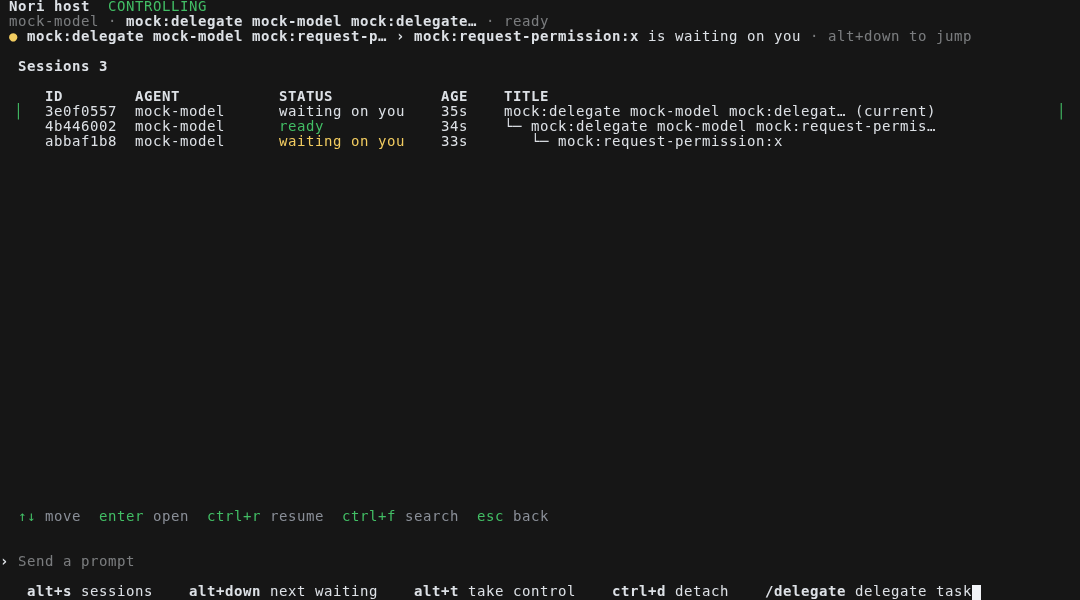 Nori host  CONTROLLING
mock-model · mock:delegate mock-model mock:delegate… · ready
● mock:delegate mock-model mock:request-p… › mock:request-permission:x is waiting on you · alt+down to jump
Sessions 3
ID  AGENT  STATUS  AGE  TITLE
3e0f0557  mock-model  waiting on you  35s  mock:delegate mock-model mock:delegat… (current)
4b446002  mock-model  ready  34s  └─ mock:delegate mock-model mock:request-permis…
abbaf1b8  mock-model  waiting on you  33s  └─ mock:request-permission:x
↑↓ move  enter open  ctrl+r resume  ctrl+f search  esc back
› Send a prompt
alt+s sessions  alt+down next waiting  alt+t take control  ctrl+d detach  /delegate delegate task